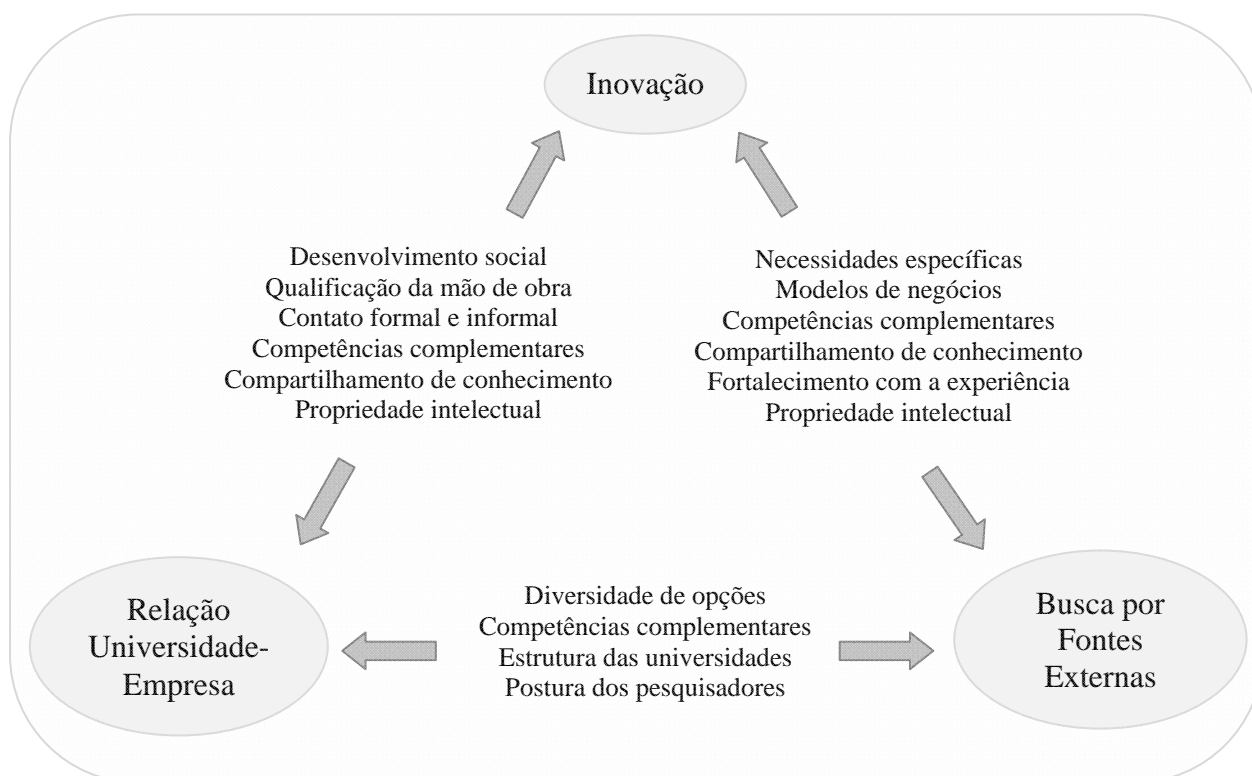 Inovação
Desenvolvimento social
Qualificação da mão de obra
Contato formal e informal
Competências complementares
Compartilhamento de conhecimento
Propriedade intelectual
Necessidades específicas
Modelos de negócios
Competências complementares
Compartilhamento de conhecimento
Fortalecimento com a experiência
Propriedade intelectual
Relação
Universidade-
Empresa
Diversidade de opções
Competências complementares
Estrutura das universidades
Postura dos pesquisadores
Busca por
Fontes
Externas